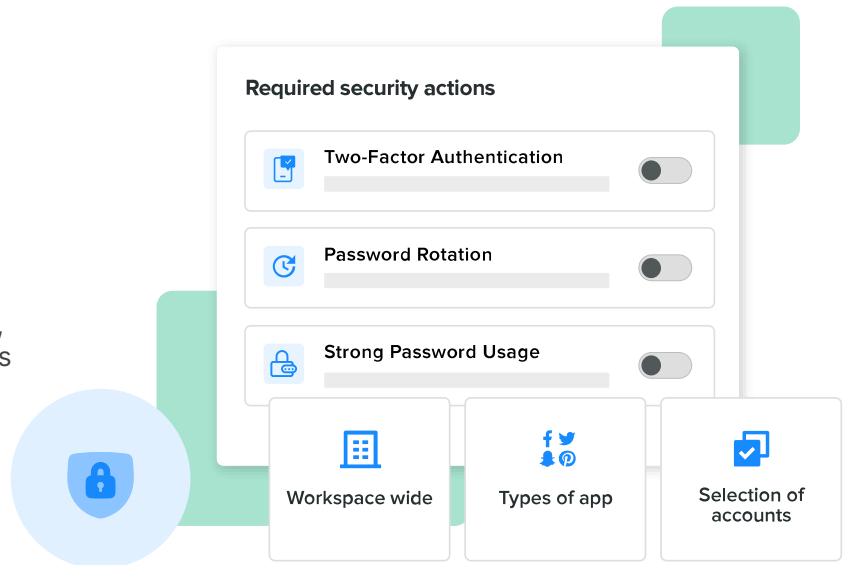 Required security actions
Two-Factor Authentication
Password Rotation
Strong Password Usage
Workspace wide
Types of app
Selection of
accounts